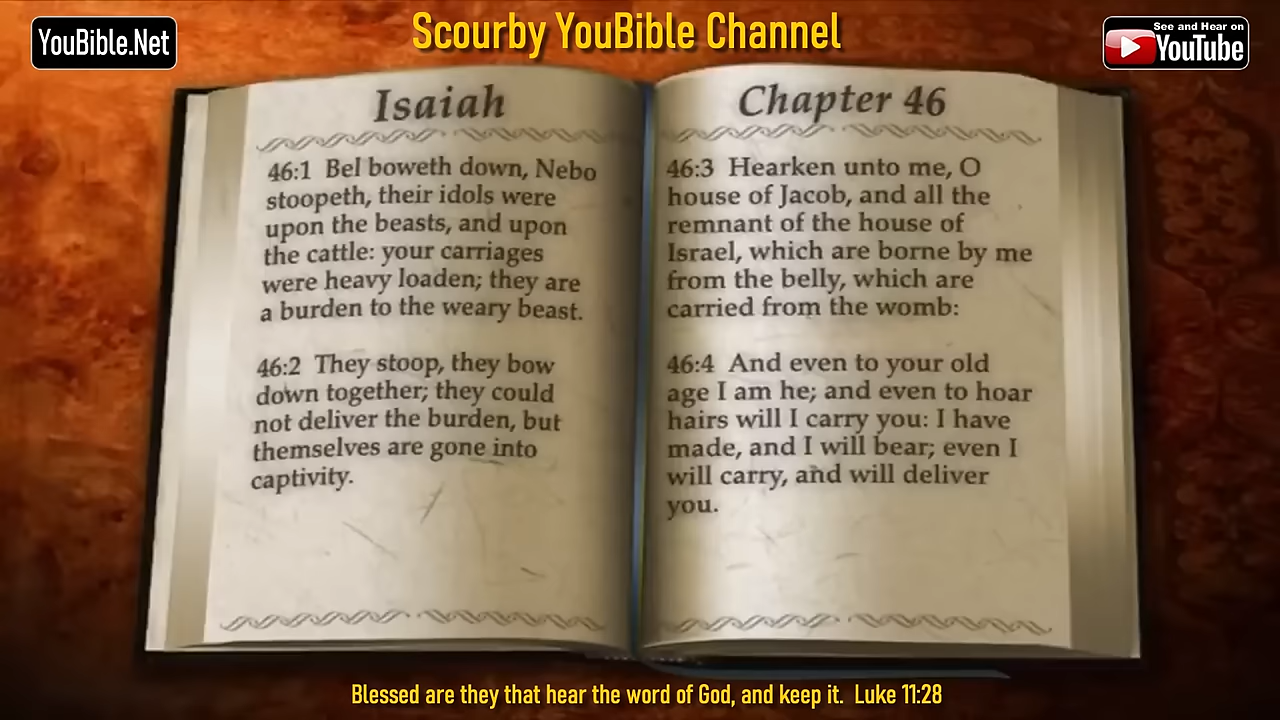 YouBible.Net
Scourby YouBible Channel
See and Hear on
YouTube
Isaiah
46:1 Bel boweth down, Nebo
stoopeth, their idols were
upon the beasts, and upon
the cattle: your carriages
were heavy loaden; they are
a burden to the weary beast.
46:2 They stoop, they bow
down together; they could
not deliver the burden, but
themselves are gone into
captivity.
Chapter 46
46:3 Hearken unto me, O
house of Jacob, and all the
remnant of the house of
Israel, which are borne by me
from the belly, which are
carried from the womb:
46:4 And even to your old
age I am he; and even to hoar
hairs will I carry you: I have
made, and I will bear; even I
will carry, and will deliver
you.
Blessed are they that hear the word of God, and keep it. Luke 11:28